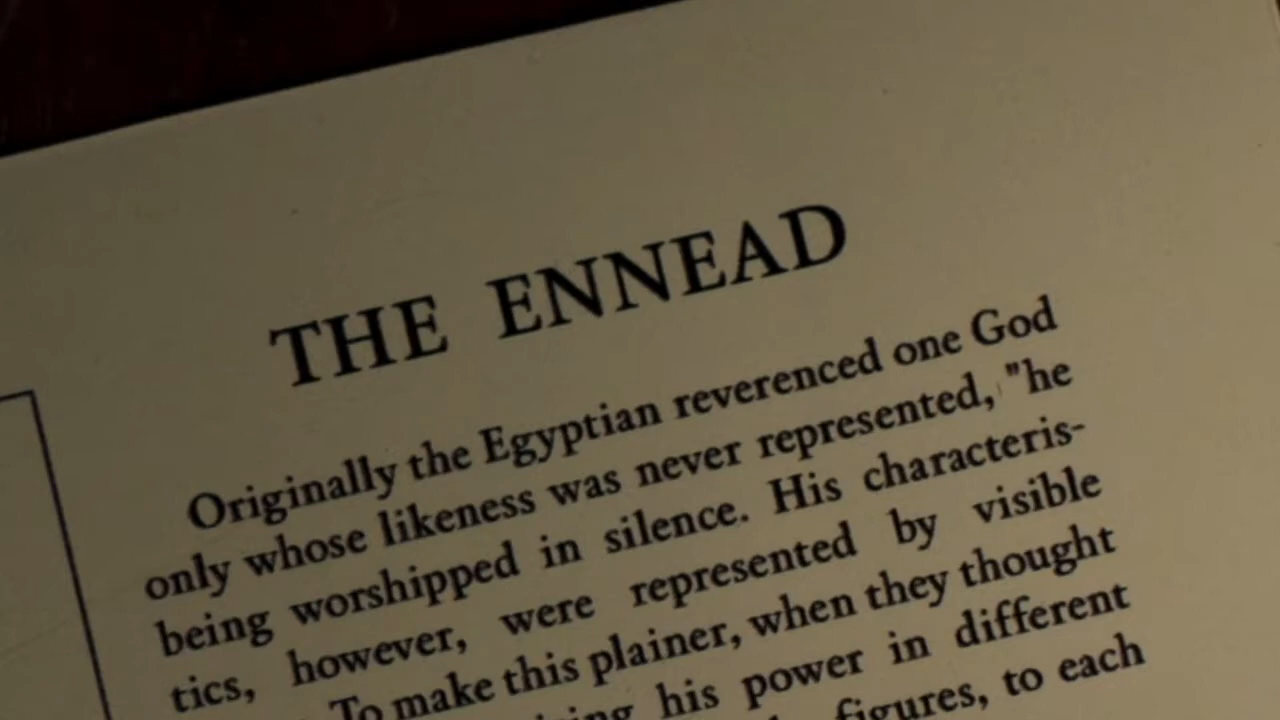 THE ENNEAD
Originally the Egyptian reverenced one God
only whose likeness was never represented, "he
being worshipped in silence. His characteris-
tics, however, were represented by visible
To make this plainer, when they thought
his power in different
figures, to each